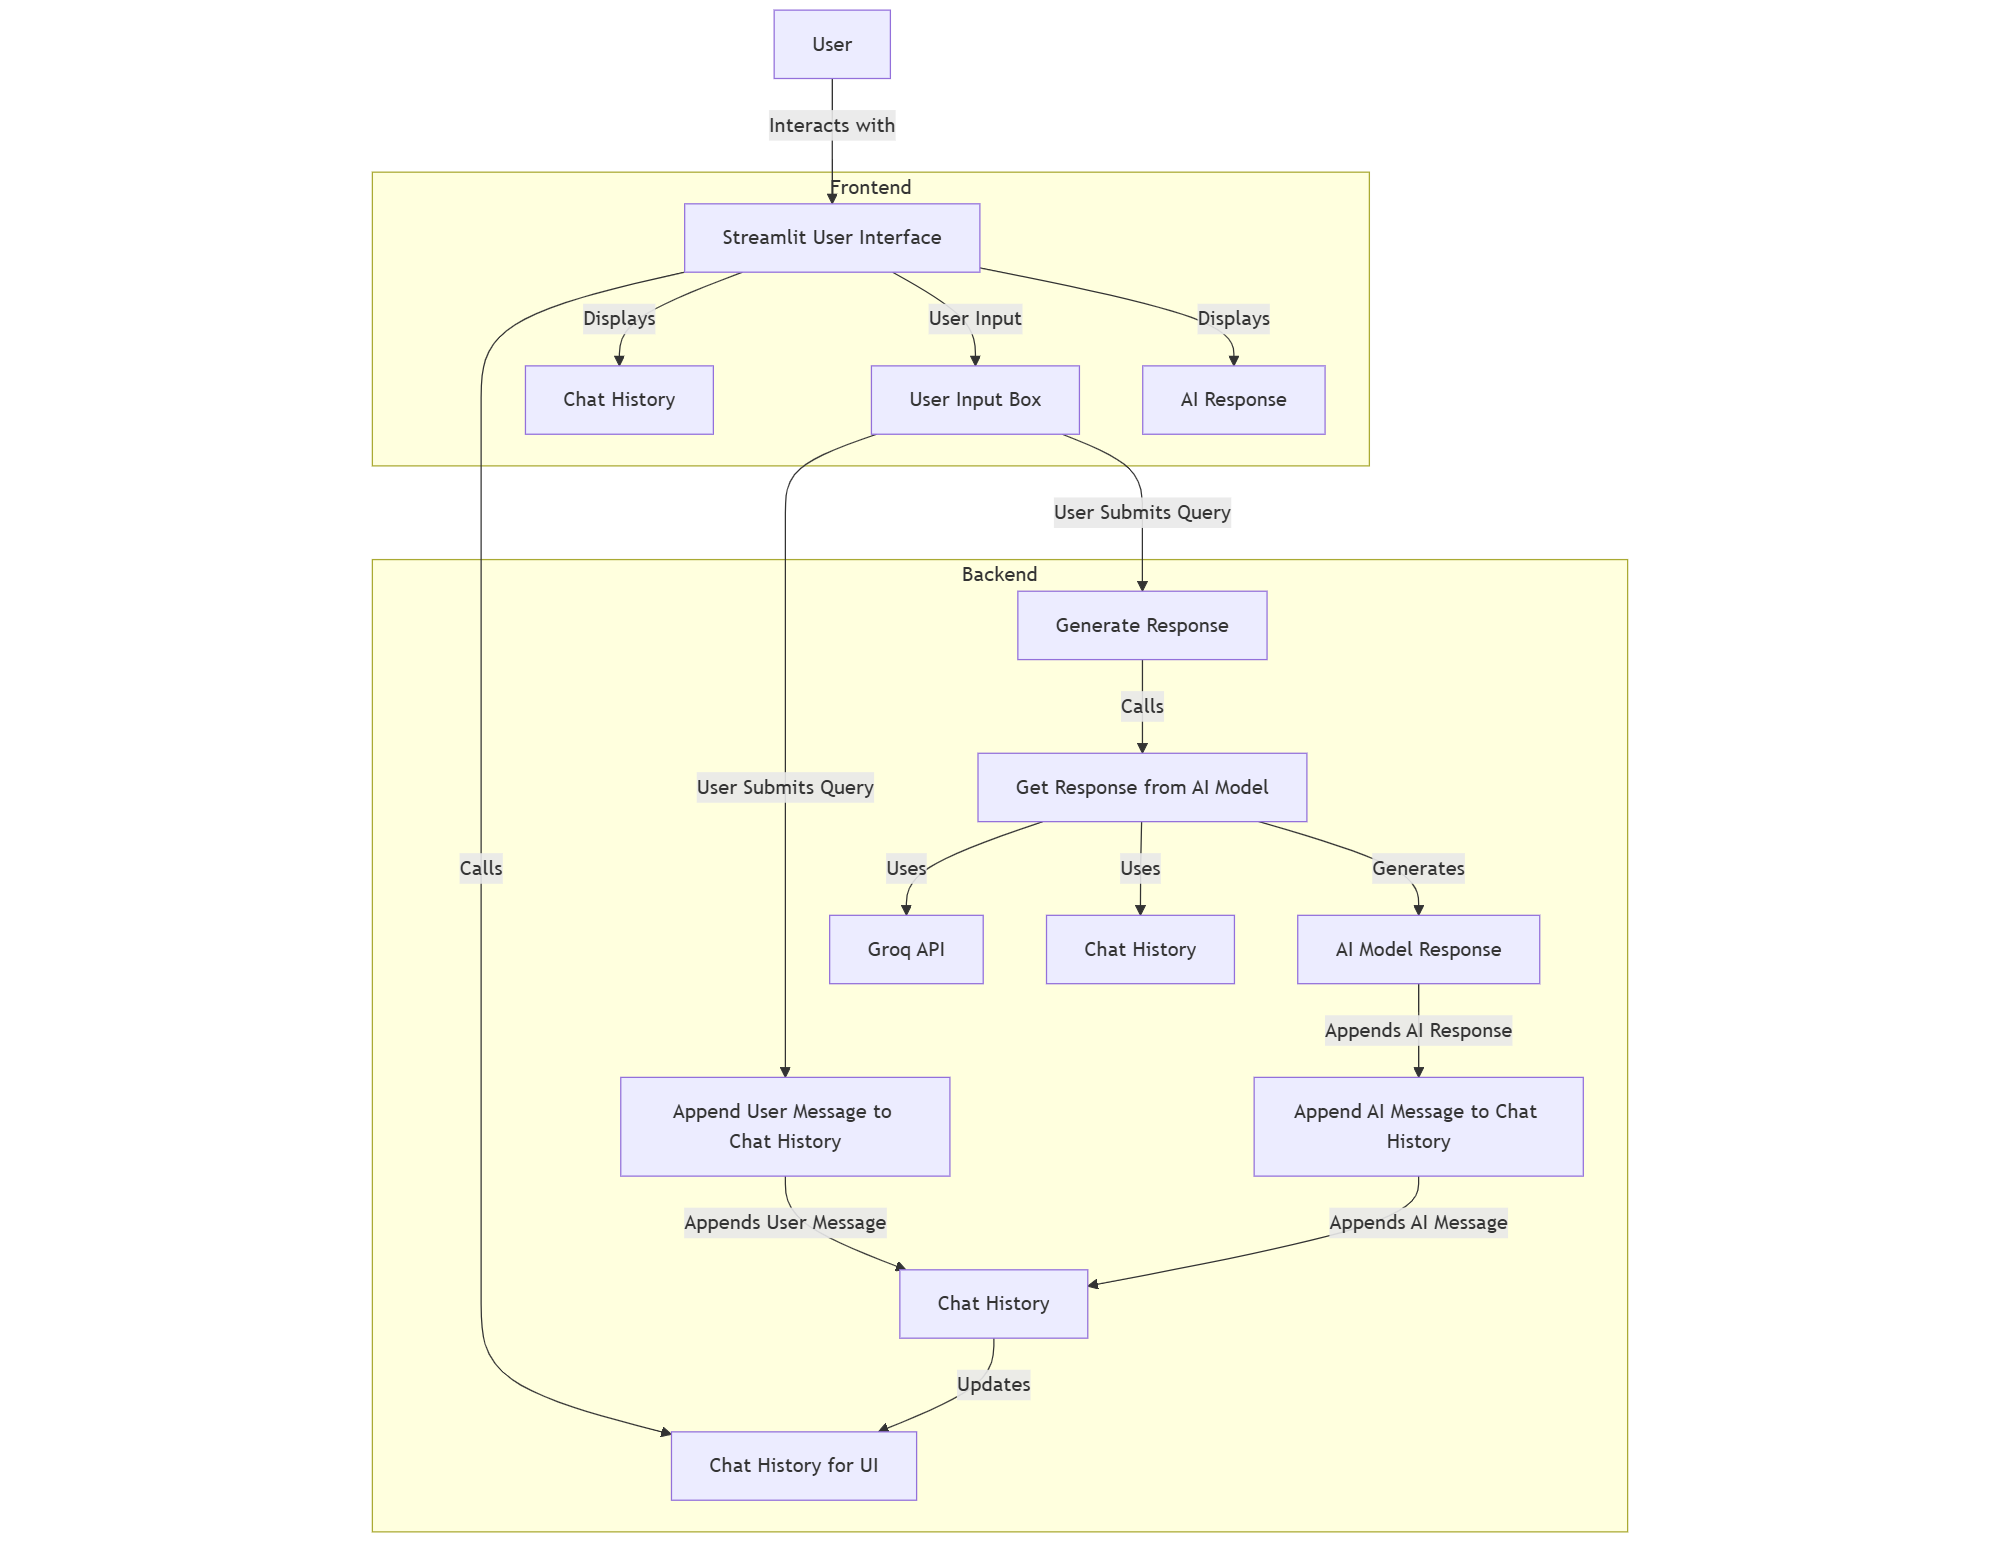 User
Interacts with
Frontend
Streamlit User Interface
Displays
User Input
Displays
Chat History
User Input Box
AI Response
User Submits Query
Backend
Generate Response
Calls
User Submits Query
Get Response from AI Model
Calls
Uses
Uses
Generates
Groq API
Chat History
AI Model Response
Appends AI Response
Append User Message to
Chat History
Append AI Message to Chat
History
Appends User Message
Appends AI Message
Chat History
Updates
Chat History for UI